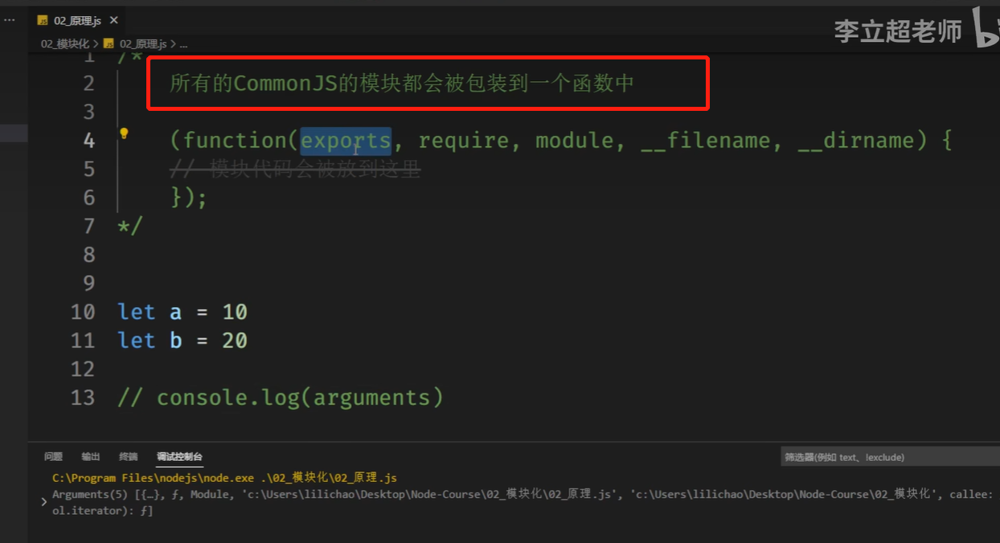 ··· JS 02_原理.js ×
李立超老师 b
02_模块化 > JS 02_原理.js > ...
1 /*
2 所有的CommonJS的模块都会被包装到一个函数中
3
4 (function(exports, require, module, __filename, __dirname) {
5 // 模块代码会被放到这里
6 });
7 */
8
9
10 let a = 10
11 let b = 20
12
13 // console.log(arguments)
问题 输出 终端 调试控制台 筛选器(例如 text、!exclude)
C:\Program Files\nodejs\node.exe .\02_模块化\02_原理.js
> Arguments(5) [{…}, ƒ, Module, 'c:\Users\lilichao\Desktop\Node-Course\02_模块化\02_原理.js', 'c:\Users\lilichao\Desktop\Node-Course\02_模块化', callee:
ol.iterator): ƒ]